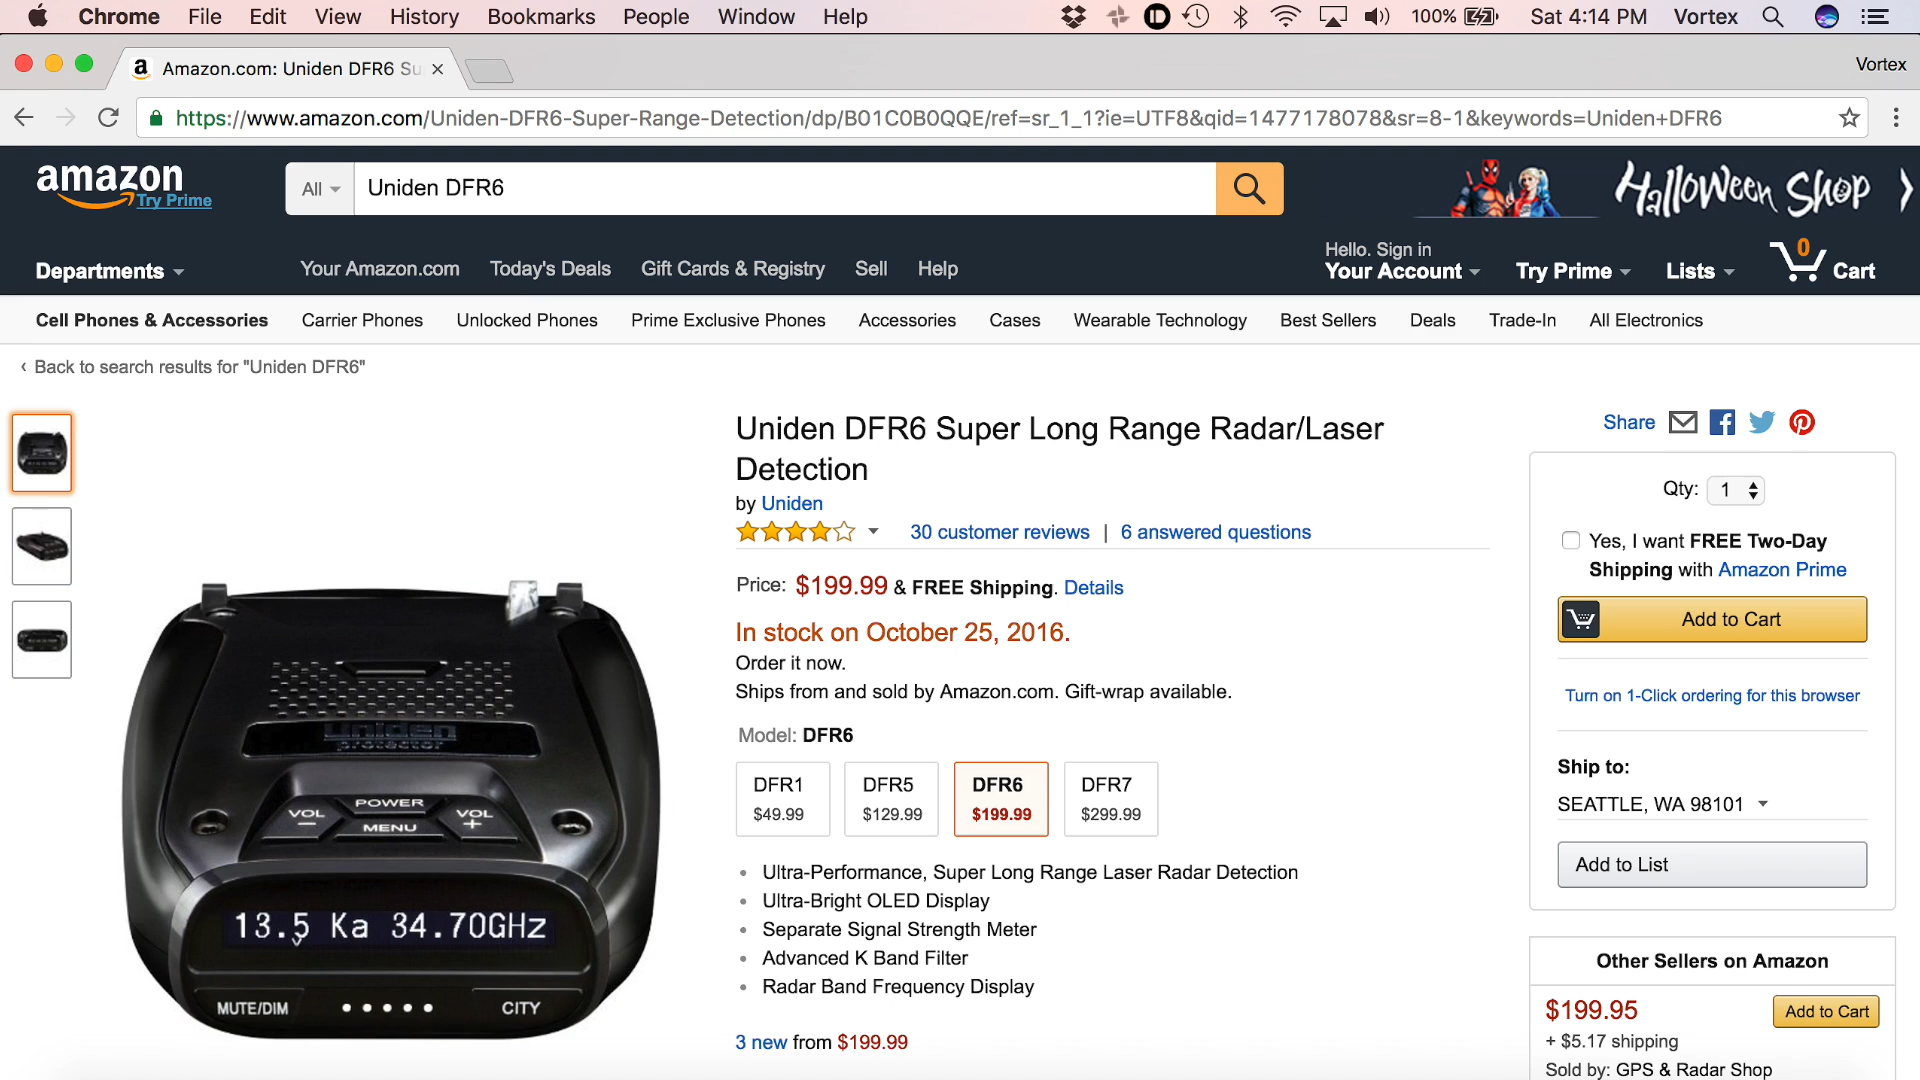 Chrome File Edit View History Bookmarks People Window Help 100% Sat 4:14 PM Vortex
Amazon.com: Uniden DFR6 Su Vortex
https://www.amazon.com/Uniden-DFR6-Super-Range-Detection/dp/B01C0B0QQE/ref=sr_1_1?ie=UTF8&qid=1477178078&sr=8-1&keywords=Uniden+DFR6
amazon
Try Prime
All Uniden DFR6
Halloween Shop
Departments Your Amazon.com Today's Deals Gift Cards & Registry Sell Help
Hello. Sign in
Your Account Try Prime Lists 0 Cart
Cell Phones & Accessories Carrier Phones Unlocked Phones Prime Exclusive Phones Accessories Cases Wearable Technology Best Sellers Deals Trade-In All Electronics
‹ Back to search results for "Uniden DFR6"
uniden
protector
VOL
–
POWER
MENU
VOL
+
13.5 Ka 34.70GHz
MUTE/DIM
CITY
Uniden DFR6 Super Long Range Radar/Laser
Detection
by Uniden
30 customer reviews | 6 answered questions
Price: $199.99 & FREE Shipping. Details
In stock on October 25, 2016.
Order it now.
Ships from and sold by Amazon.com. Gift-wrap available.
Model: DFR6
DFR1
$49.99
DFR5
$129.99
DFR6
$199.99
DFR7
$299.99
• Ultra-Performance, Super Long Range Laser Radar Detection
• Ultra-Bright OLED Display
• Separate Signal Strength Meter
• Advanced K Band Filter
• Radar Band Frequency Display
3 new from $199.99
Share
Qty: 1
Yes, I want FREE Two-Day
Shipping with Amazon Prime
Add to Cart
Turn on 1-Click ordering for this browser
Ship to:
SEATTLE, WA 98101
Add to List
Other Sellers on Amazon
$199.95 Add to Cart
+ $5.17 shipping
Sold by: GPS & Radar Shop